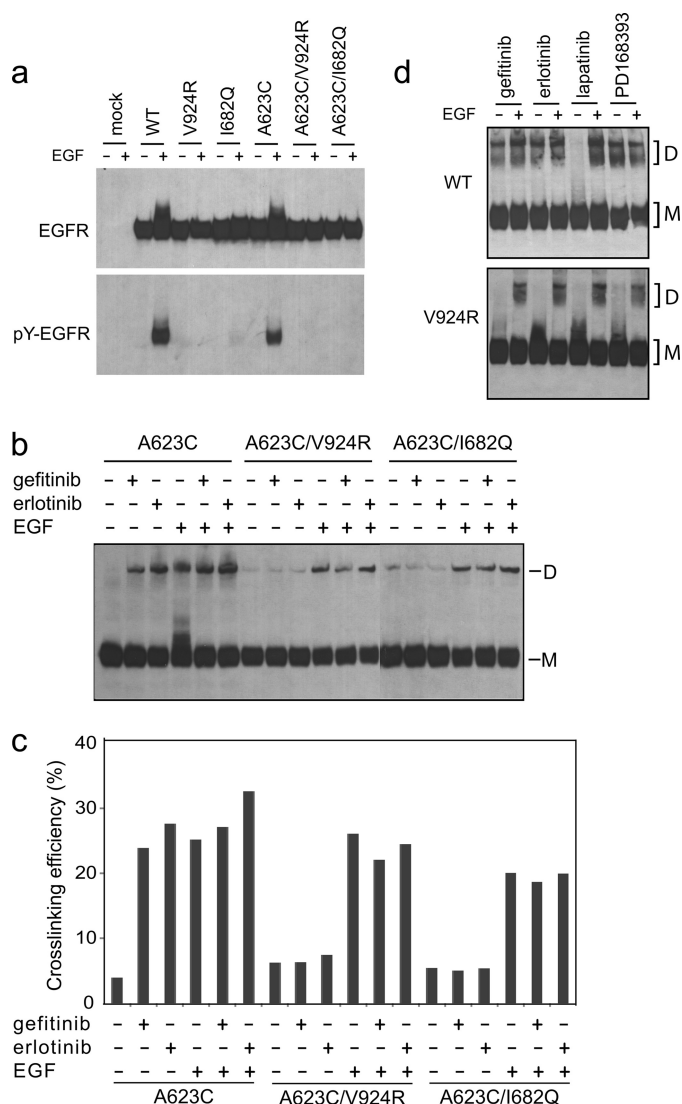 a
mock
WT
V924R
I682Q
A623C
A623C/V924R
A623C/I682Q
EGF – + – + – + – + – + – + – +
EGFR
pY-EGFR
d
gefitinib
erlotinib
lapatinib
PD168393
EGF – + – + – + – +
WT
D
M
V924R
D
M
b
A623C A623C/V924R A623C/I682Q
gefitinib – + – – + – – + – – + – – + – – + –
erlotinib – – + – – + – – + – – + – – + – – +
EGF – – – + + + – – – + + + – – – + + +
–D
–M
c
Crosslinking efficiency (%)
40
30
20
10
0
gefitinib – + – – + – – + – – + – – + – – + –
erlotinib – – + – – + – – + – – + – – + – – +
EGF – – – + + + – – – + + + – – – + + +
A623C A623C/V924R A623C/I682Q